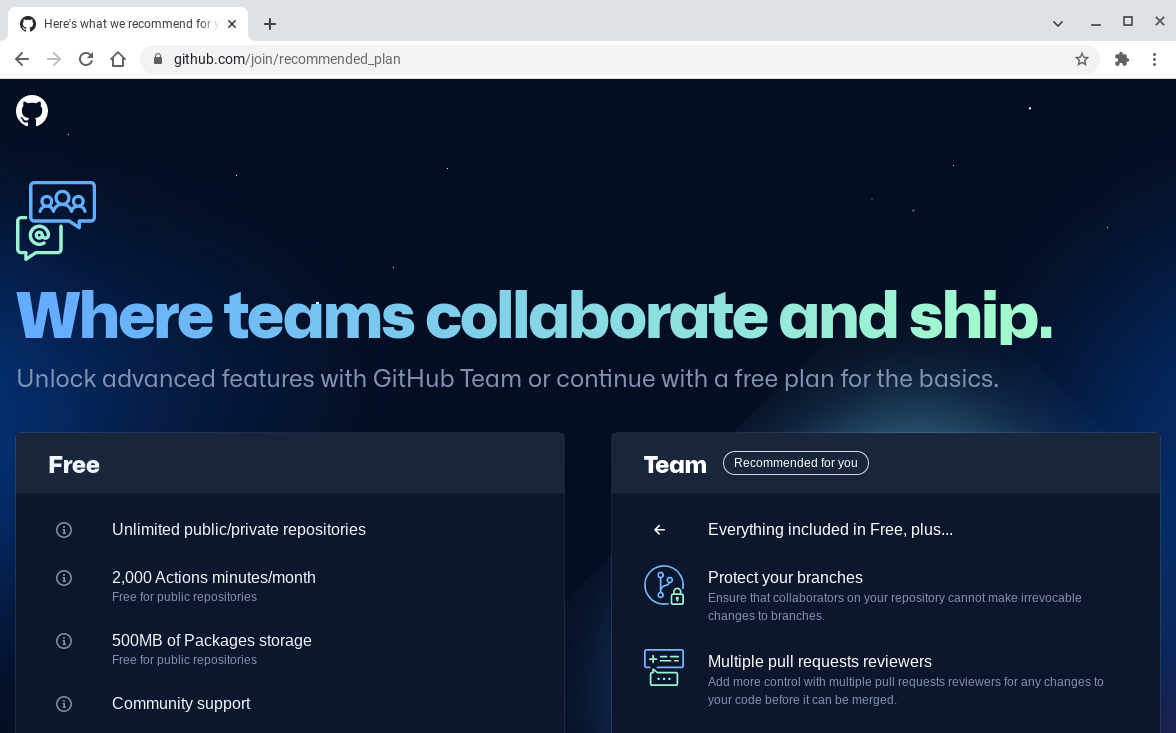 Here's what we recommend for
github.com/join/recommended_plan
Where teams collaborate and ship.
Unlock advanced features with GitHub Team or continue with a free plan for the basics.
Free
Unlimited public/private repositories
2,000 Actions minutes/month
Free for public repositories
500MB of Packages storage
Free for public repositories
Community support
Team
Recommended for you
Everything included in Free, plus...
Protect your branches
Ensure that collaborators on your repository cannot make irrevocable
changes to branches.
Multiple pull requests reviewers
Add more control with multiple pull requests reviewers for any changes to
your code before it can be merged.